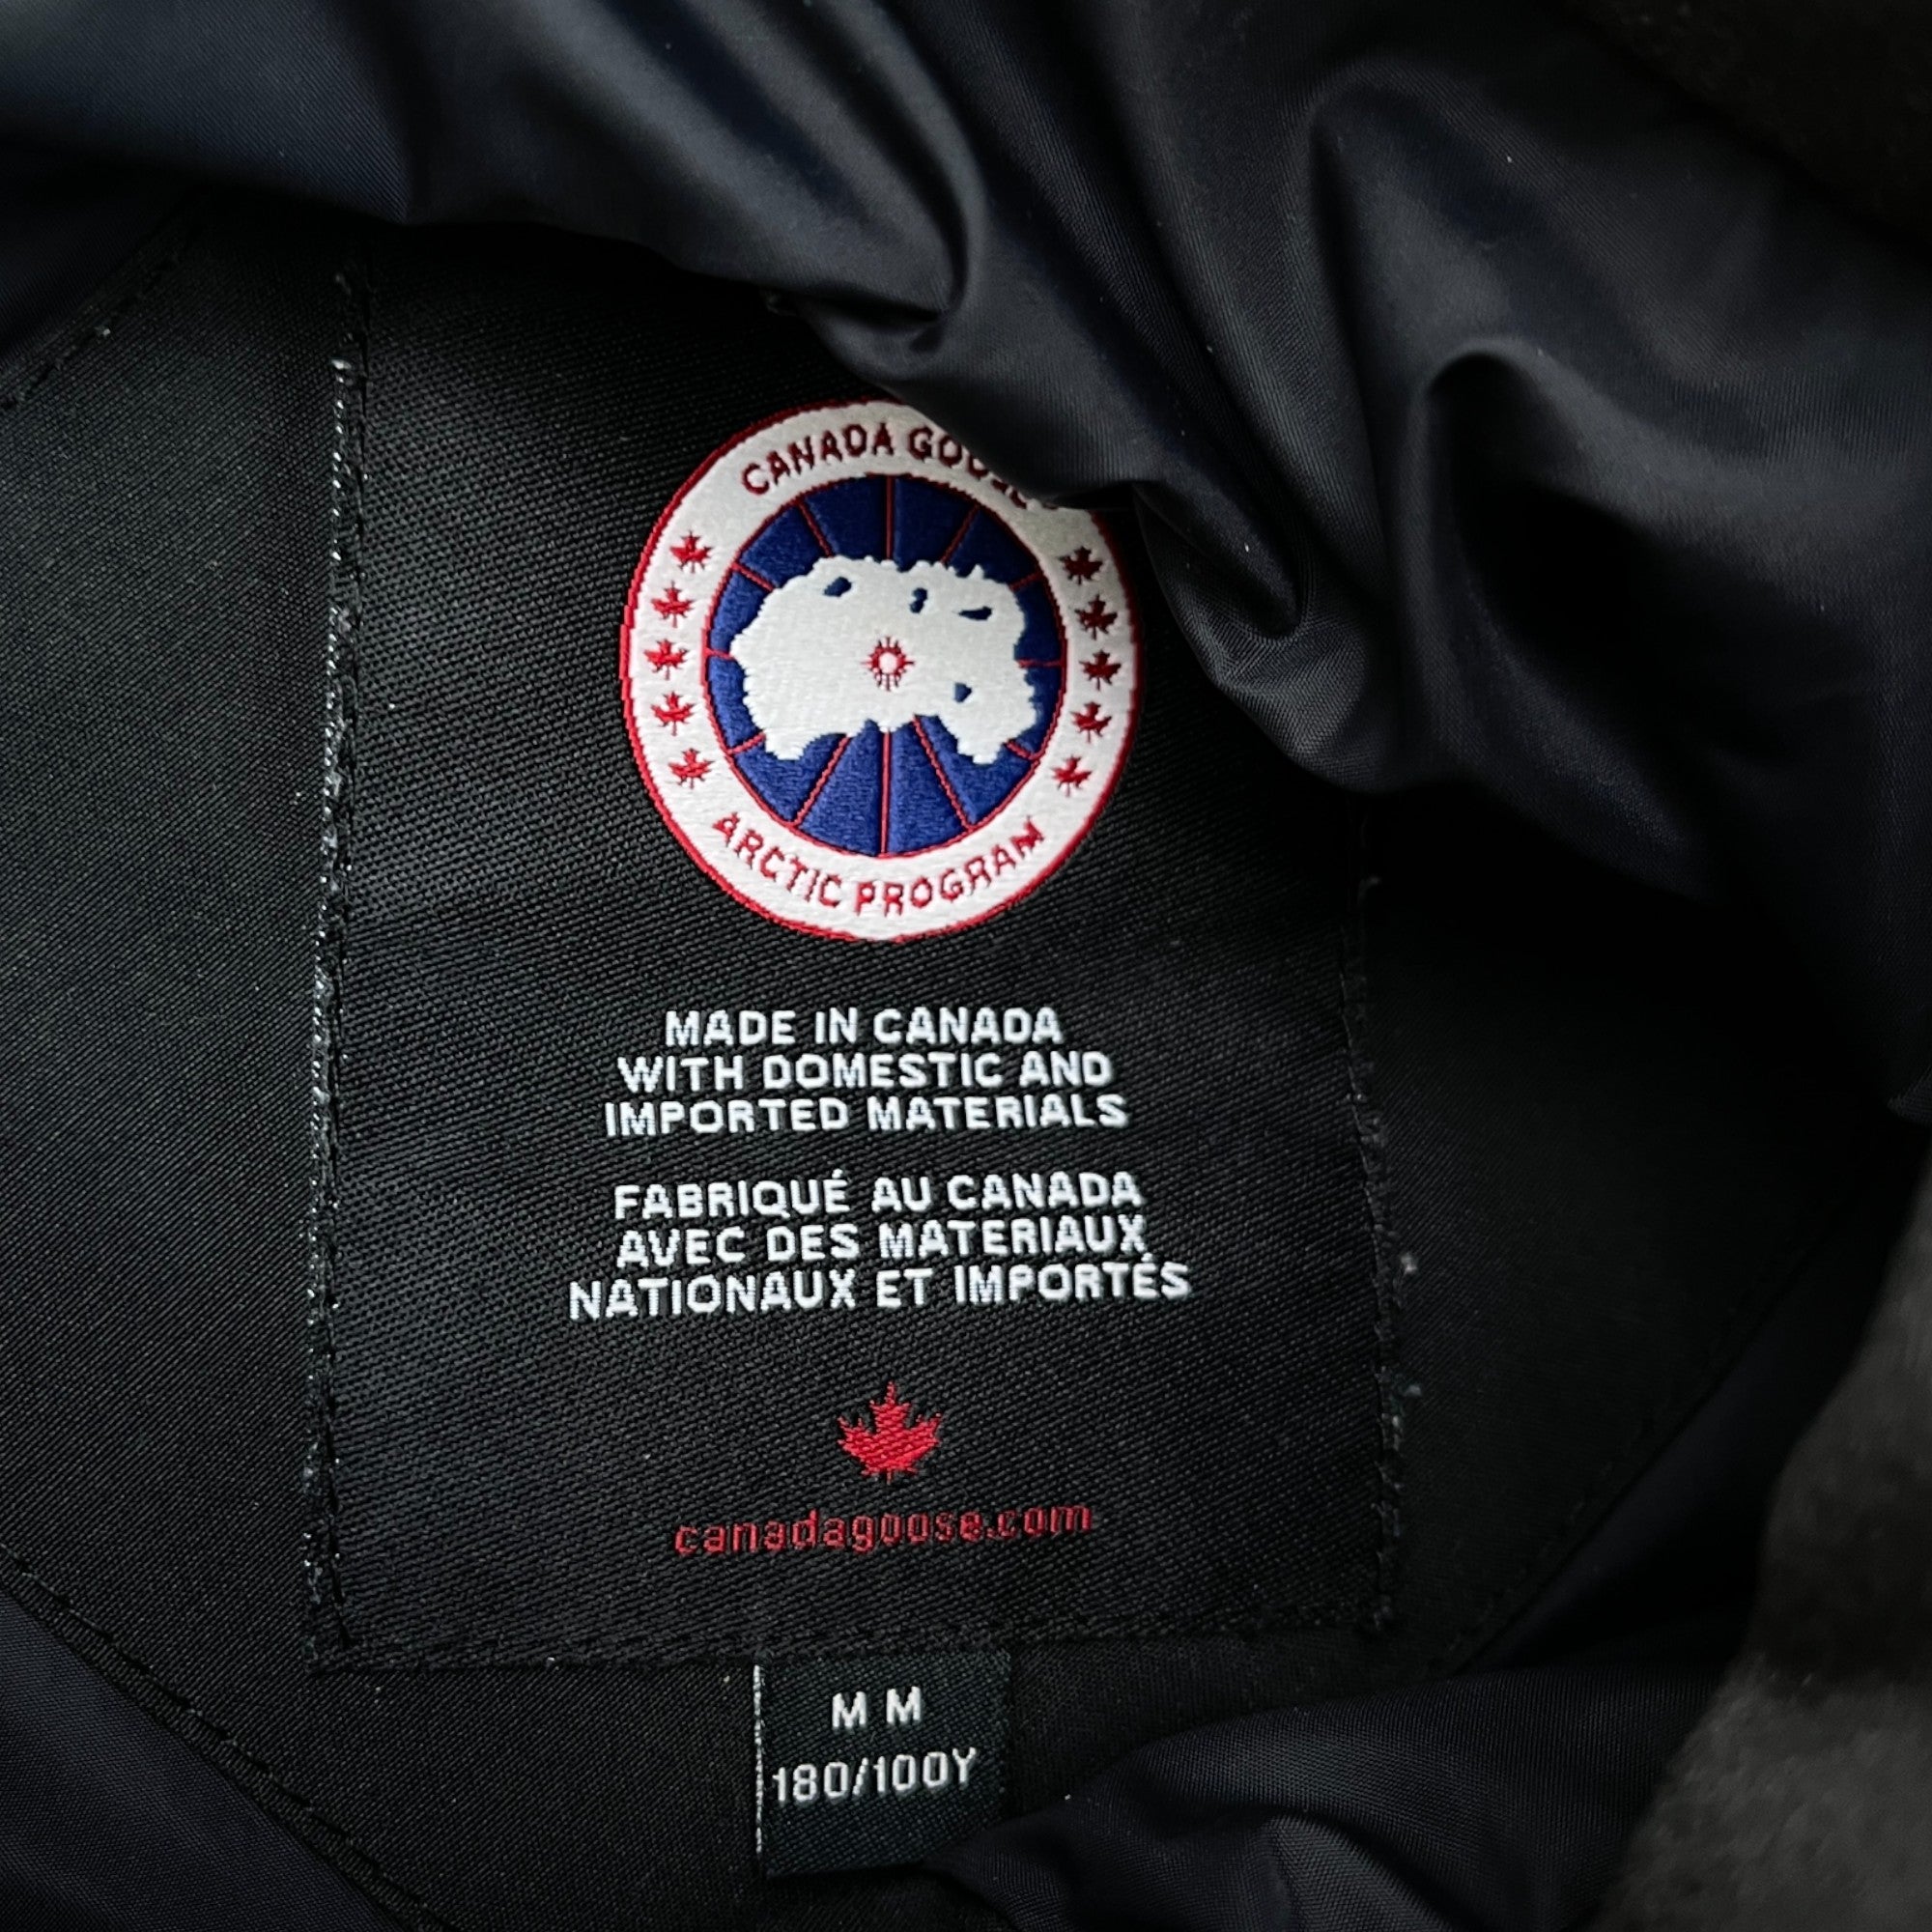 CANADA GOOSE
ARCTIC PROGRAM
MADE IN CANADA
WITH DOMESTIC AND
IMPORTED MATERIALS
FABRIQUÉ AU CANADA
AVEC DES MATERIAUX
NATIONAUX ET IMPORTÉS
canadagoose.com
M M
180/100Y